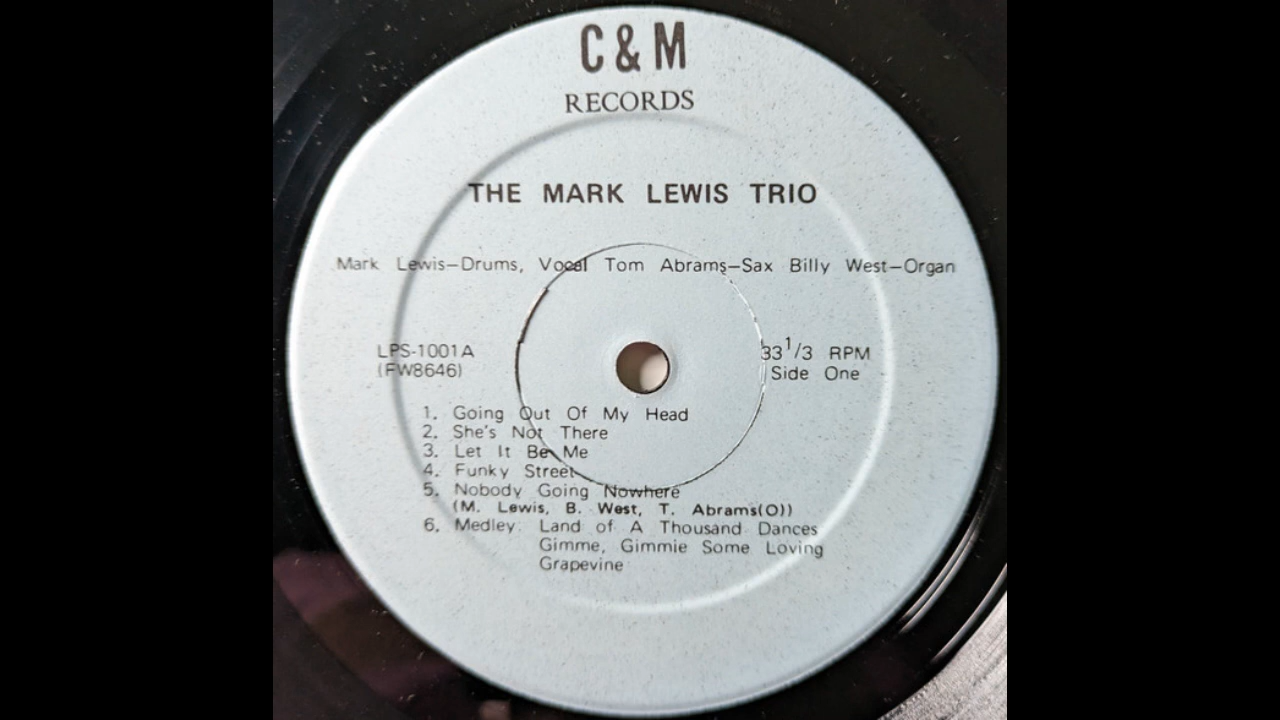 C & M
RECORDS
THE MARK LEWIS TRIO
Mark Lewis—Drums, Vocal Tom Abrams—Sax Billy West—Organ
LPS-1001A
(FW8646)
33 1/3 RPM
Side One
1. Going Out Of My Head
2. She's Not There
3. Let It Be Me
4. Funky Street
5. Nobody Going Nowhere
(M. Lewis, B. West, T. Abrams(O))
6. Medley: Land of A Thousand Dances
Gimme, Gimmie Some Loving
Grapevine